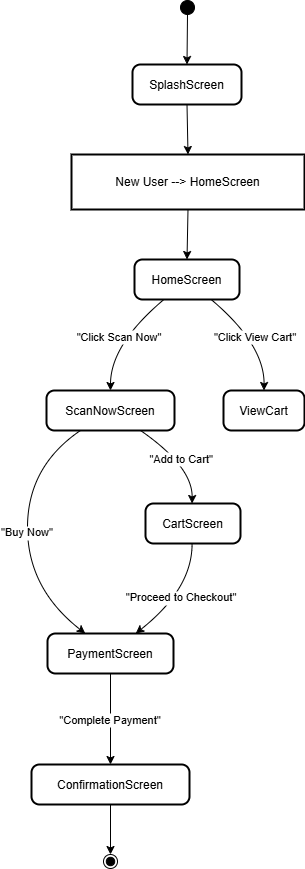 SplashScreen
New User --> HomeScreen
HomeScreen
"Click Scan Now"
"Click View Cart"
ScanNowScreen
ViewCart
"Add to Cart"
CartScreen
"Buy Now"
"Proceed to Checkout"
PaymentScreen
"Complete Payment"
ConfirmationScreen